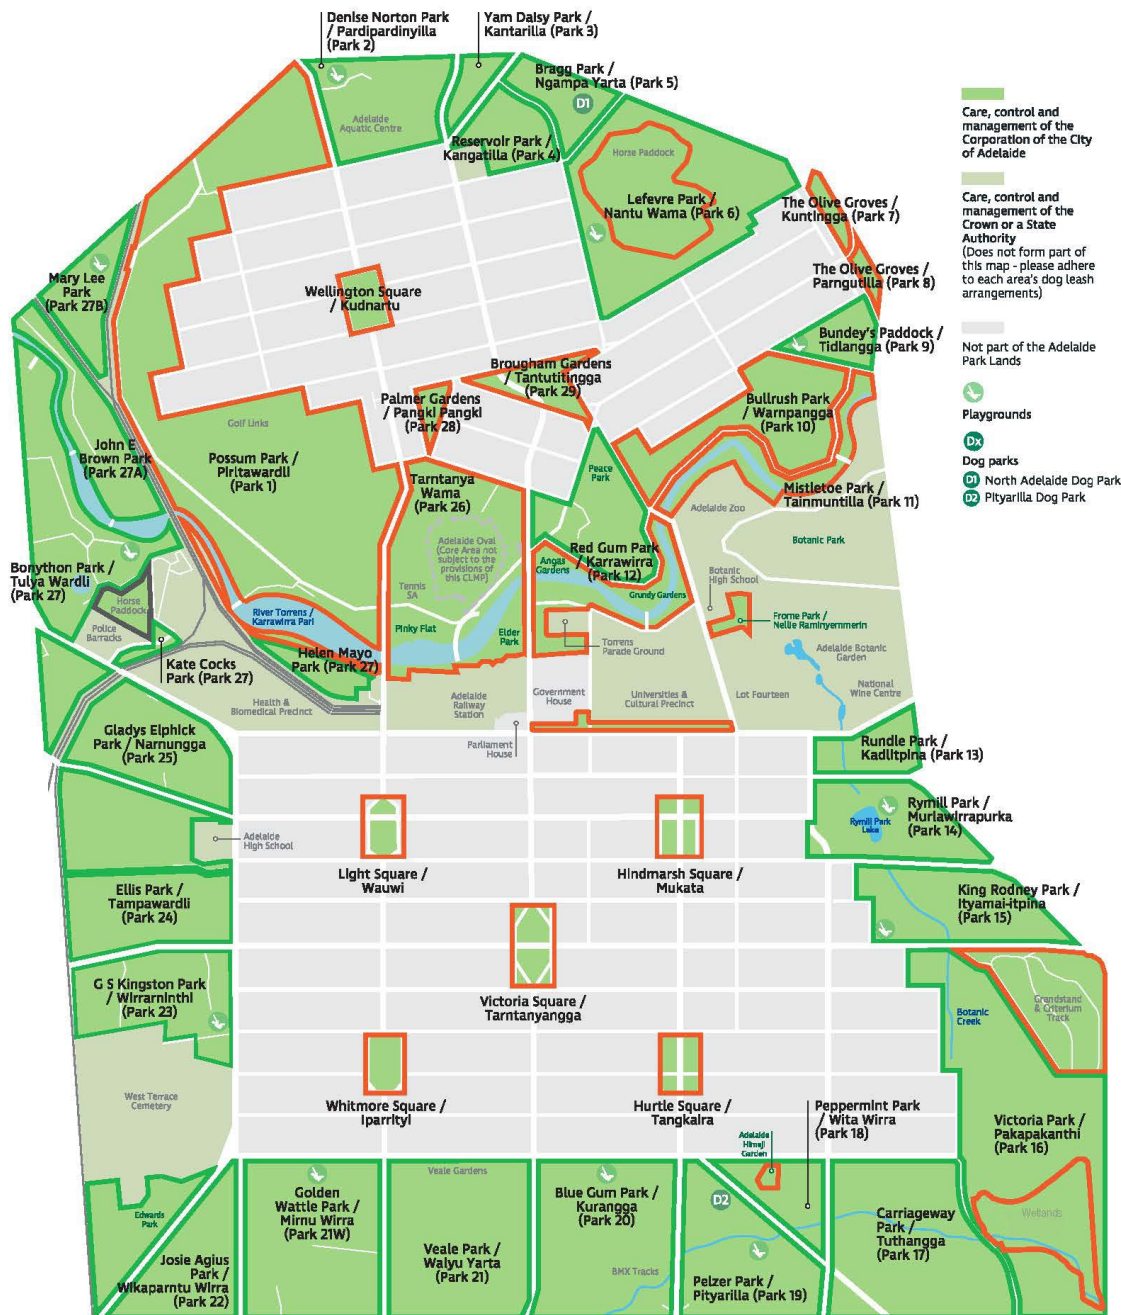 Denise Norton Park
/ Pardipardinyilla
(Park 2)
Yam Daisy Park /
Kantarilla (Park 3)
Bragg Park /
Ngampa Yarta (Park 5)
D1
Adelaide
Aquatic Centre
Reservoir Park /
Kangatilla (Park 4)
Horse Paddock
Lefevre Park /
Nantu Wama (Park 6)
The Olive Groves /
Kuntingga (Park 7)
The Olive Groves /
Parngutilla (Park 8)
Mary Lee
Park
(Park 27B)
Wellington Square
/ Kudnartu
Bundey's Paddock /
Tidlangga (Park 9)
Brougham Gardens
/ Tantutitingga
(Park 29)
Palmer Gardens
/ Pangki Pangki
(Park 28)
Bullrush Park
/ Warnpangga
(Park 10)
Golf Links
John E
Brown Park
(Park 27A)
Possum Park /
Pirltawardli
(Park 1)
Tarntanya
Wama
(Park 26)
Peace
Park
Mistletoe Park /
Tainmuntilla (Park 11)
Adelaide Zoo
Botanic Park
Adelaide Oval
(Core Area not
subject to the
provisions of
this CLMP)
Angas
Gardens
Red Gum Park
/ Karrawirra
(Park 12)
Botanic
High School
Bonython Park /
Tulya Wardli
(Park 27)
Horse
Paddock
Police
Barracks
Tennis
SA
Grundy Gardens
River Torrens /
Karrawirra Pari
Pinky Flat
Elder
Park
Frome Park /
Nellie Raminyemmerin
Torrens
Parade Ground
Helen Mayo
Park (Park 27)
Kate Cocks
Park (Park 27)
Adelaide Botanic
Garden
National
Wine Centre
Health &
Biomedical Precinct
Adelaide
Railway
Station
Government
House
Universities &
Cultural Precinct
Lot Fourteen
Gladys Elphick
Park / Narnungga
(Park 25)
Parliament
House
Rundle Park /
Kadlitpina (Park 13)
Rymill Park /
Murlawirrapurka
(Park 14)
Rymill Park
Lake
Adelaide
High School
Light Square /
Wauwi
Hindmarsh Square /
Mukata
Ellis Park /
Tampawardli
(Park 24)
King Rodney Park /
Ityamai-itpina
(Park 15)
G S Kingston Park
/ Wirrarninthi
(Park 23)
Victoria Square /
Tarntanyangga
Grandstand
& Criterium
Track
Botanic
Creek
West Terrace
Cemetery
Whitmore Square /
Iparrityi
Hurtle Square /
Tangkaira
Peppermint Park
/ Wita Wirra
(Park 18)
Victoria Park /
Pakapakanthi
(Park 16)
Adelaide
Himeji
Garden
Veale Gardens
Golden
Wattle Park /
Mirnu Wirra
(Park 21W)
Blue Gum Park /
Kurangga
(Park 20)
D2
Edwards
Park
Carriageway
Park /
Tuthangga
(Park 17)
Wetlands
Josie Agius
Park /
Wikaparntu Wirra
(Park 22)
Veale Park /
Walyu Yarta
(Park 21)
BMX Tracks
Pelzer Park /
Pityarilla (Park 19)
Care, control and
management of the
Corporation of the City
of Adelaide
Care, control and
management of the
Crown or a State
Authority
(Does not form part of
this map - please adhere
to each area's dog leash
arrangements)
Not part of the Adelaide
Park Lands
Playgrounds
Dx
Dog parks
D1 North Adelaide Dog Park
D2 Pityarilla Dog Park